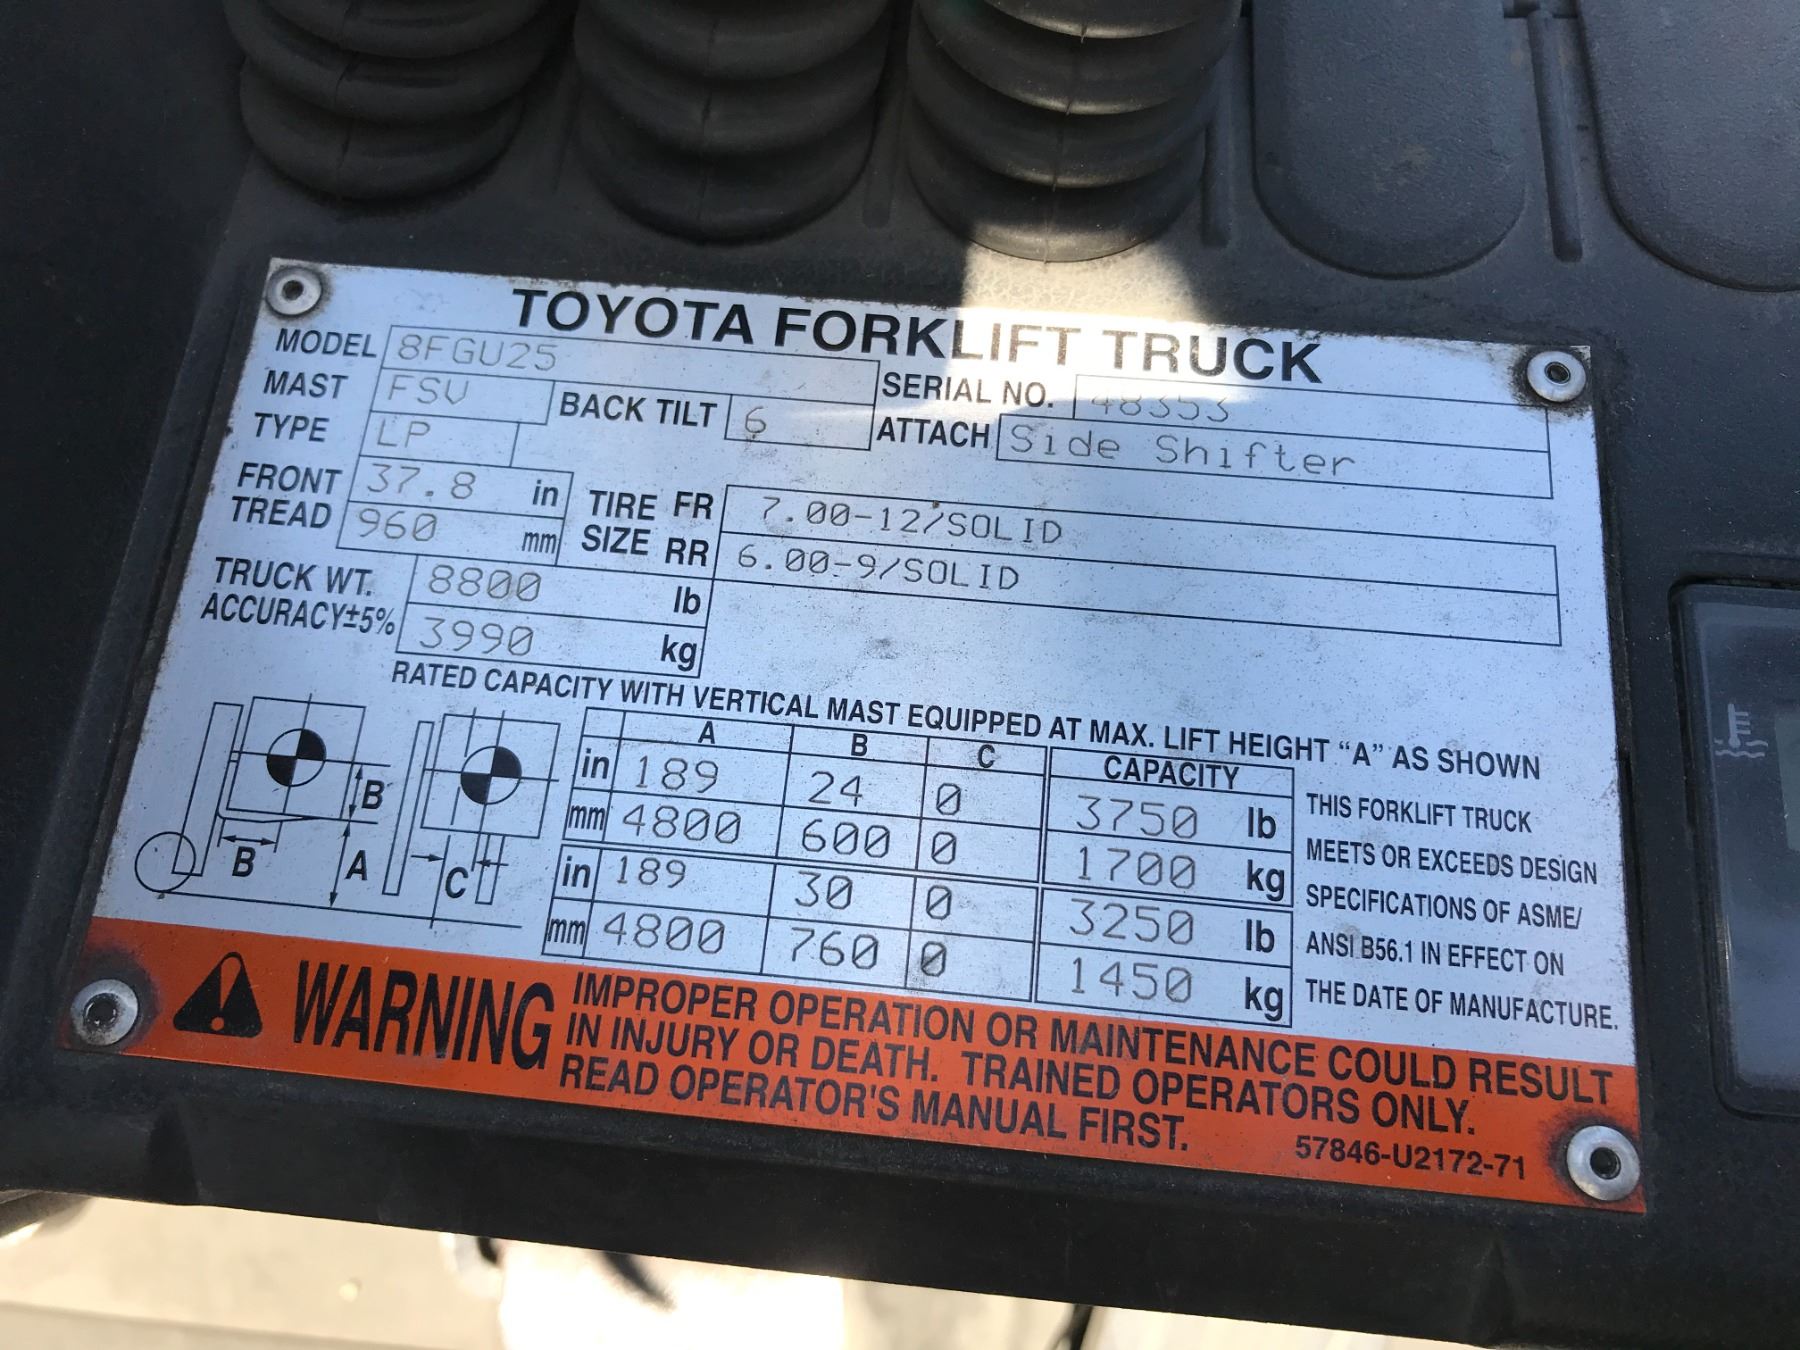 TOYOTA FORKLIFT TRUCK
MODEL 8FGU25 SERIAL NO. 48353
MAST FSV BACK TILT 6 ATTACH Side Shifter
TYPE LP
FRONT TREAD 37.8 in TIRE SIZE FR 7.00-12/SOLID
960 mm RR 6.00-9/SOLID
TRUCK WT. 8800 lb
ACCURACY±5% 3990 kg
RATED CAPACITY WITH VERTICAL MAST EQUIPPED AT MAX. LIFT HEIGHT "A" AS SHOWN
A B C CAPACITY
in 189 24 0 3750 lb
mm 4800 600 0 1700 kg
in 189 30 0 3250 lb
mm 4800 760 0 1450 kg
B
B
A
C
THIS FORKLIFT TRUCK
MEETS OR EXCEEDS DESIGN
SPECIFICATIONS OF ASME/
ANSI B56.1 IN EFFECT ON
THE DATE OF MANUFACTURE.
WARNING
IMPROPER OPERATION OR MAINTENANCE COULD RESULT
IN INJURY OR DEATH. TRAINED OPERATORS ONLY.
READ OPERATOR'S MANUAL FIRST.
57846-U2172-71